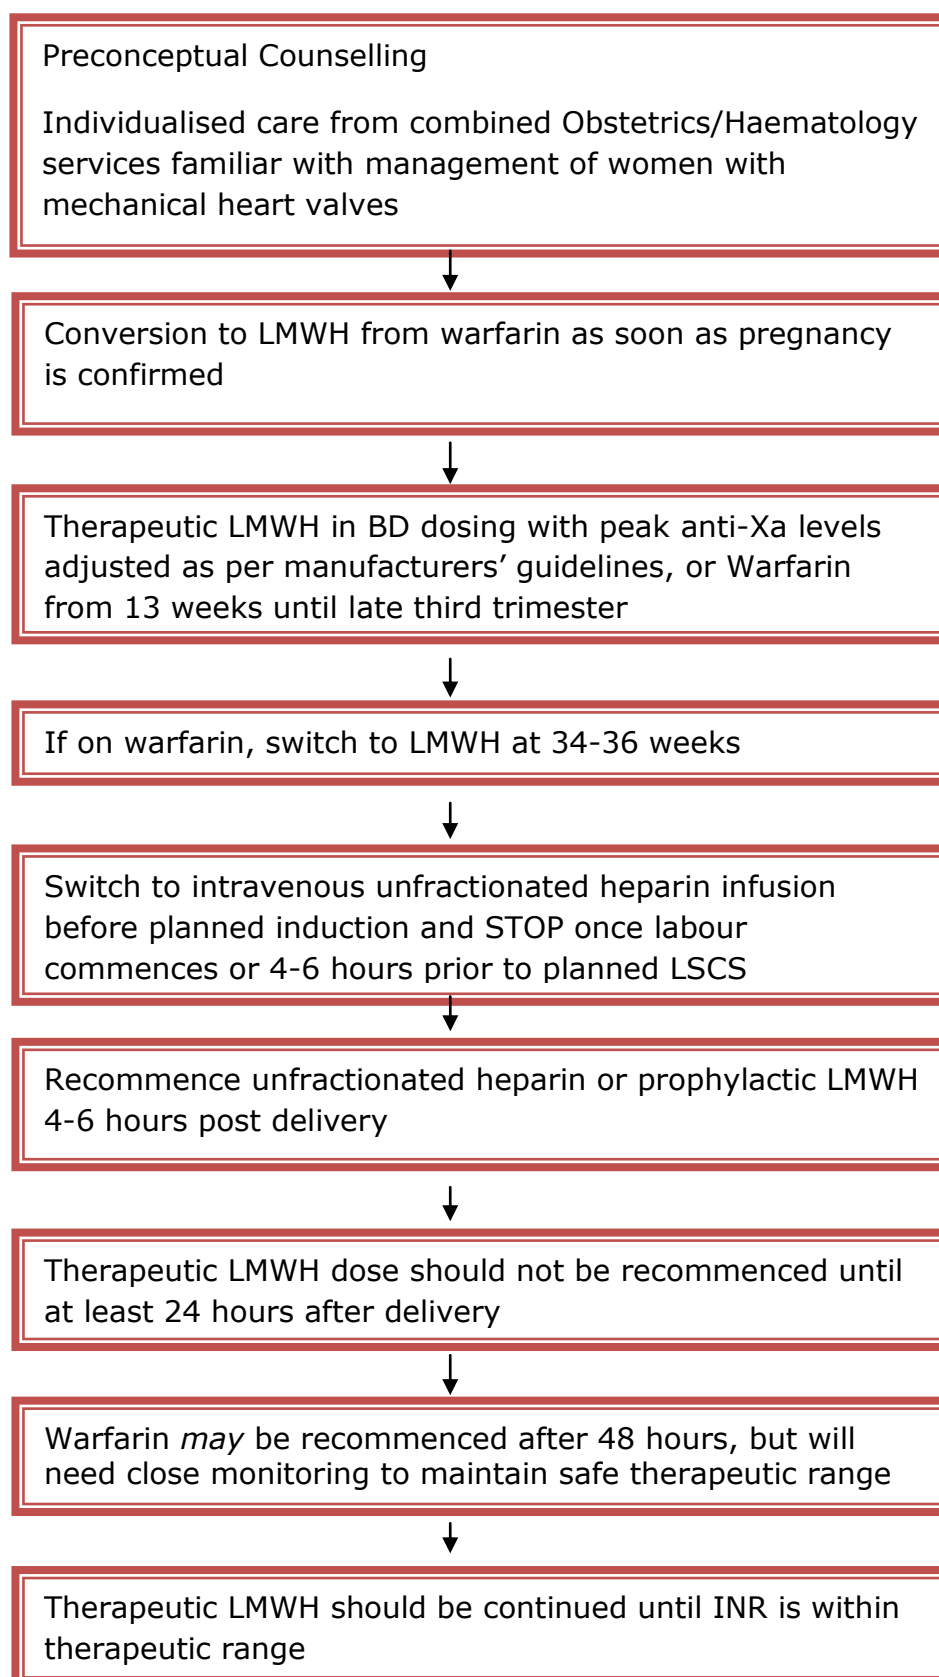 Preconceptual Counselling
Individualised care from combined Obstetrics/Haematology
services familiar with management of women with
mechanical heart valves
Conversion to LMWH from warfarin as soon as pregnancy
is confirmed
Therapeutic LMWH in BD dosing with peak anti-Xa levels
adjusted as per manufacturers’ guidelines, or Warfarin
from 13 weeks until late third trimester
If on warfarin, switch to LMWH at 34-36 weeks
Switch to intravenous unfractionated heparin infusion
before planned induction and STOP once labour
commences or 4-6 hours prior to planned LSCS
Recommence unfractionated heparin or prophylactic LMWH
4-6 hours post delivery
Therapeutic LMWH dose should not be recommenced until
at least 24 hours after delivery
Warfarin may be recommenced after 48 hours, but will
need close monitoring to maintain safe therapeutic range
Therapeutic LMWH should be continued until INR is within
therapeutic range